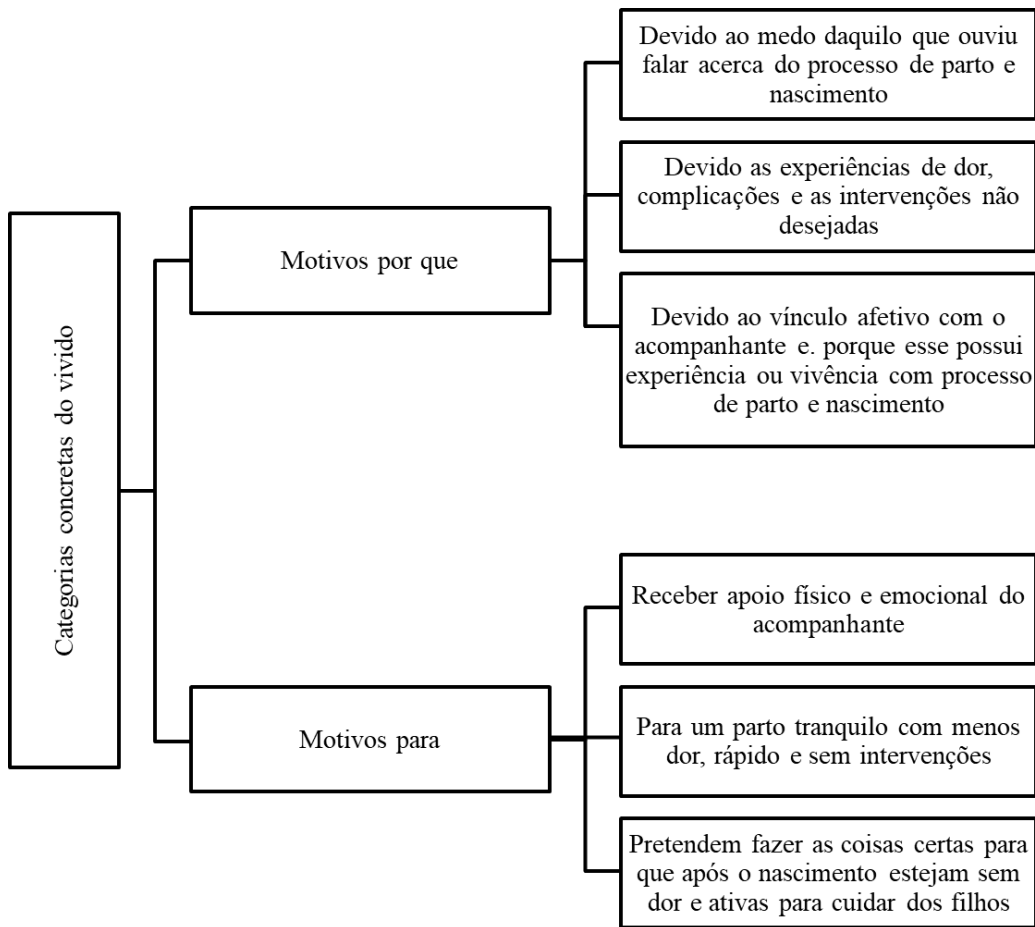 Categorias concretas do vivido
Motivos por que
Devido ao medo daquilo que ouviu
falar acerca do processo de parto e
nascimento
Devido as experiências de dor,
complicações e as intervenções não
desejadas
Devido ao vínculo afetivo com o
acompanhante e. porque esse possui
experiência ou vivência com processo
de parto e nascimento
Motivos para
Receber apoio físico e emocional do
acompanhante
Para um parto tranquilo com menos
dor, rápido e sem intervenções
Pretendem fazer as coisas certas para
que após o nascimento estejam sem
dor e ativas para cuidar dos filhos